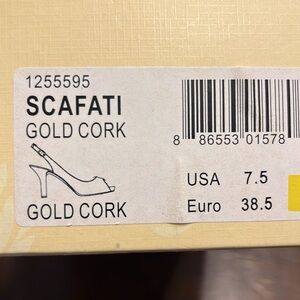 1255595
SCAFATI
GOLD CORK
8 86553 01578
GOLD CORK
USA 7.5
Euro 38.5